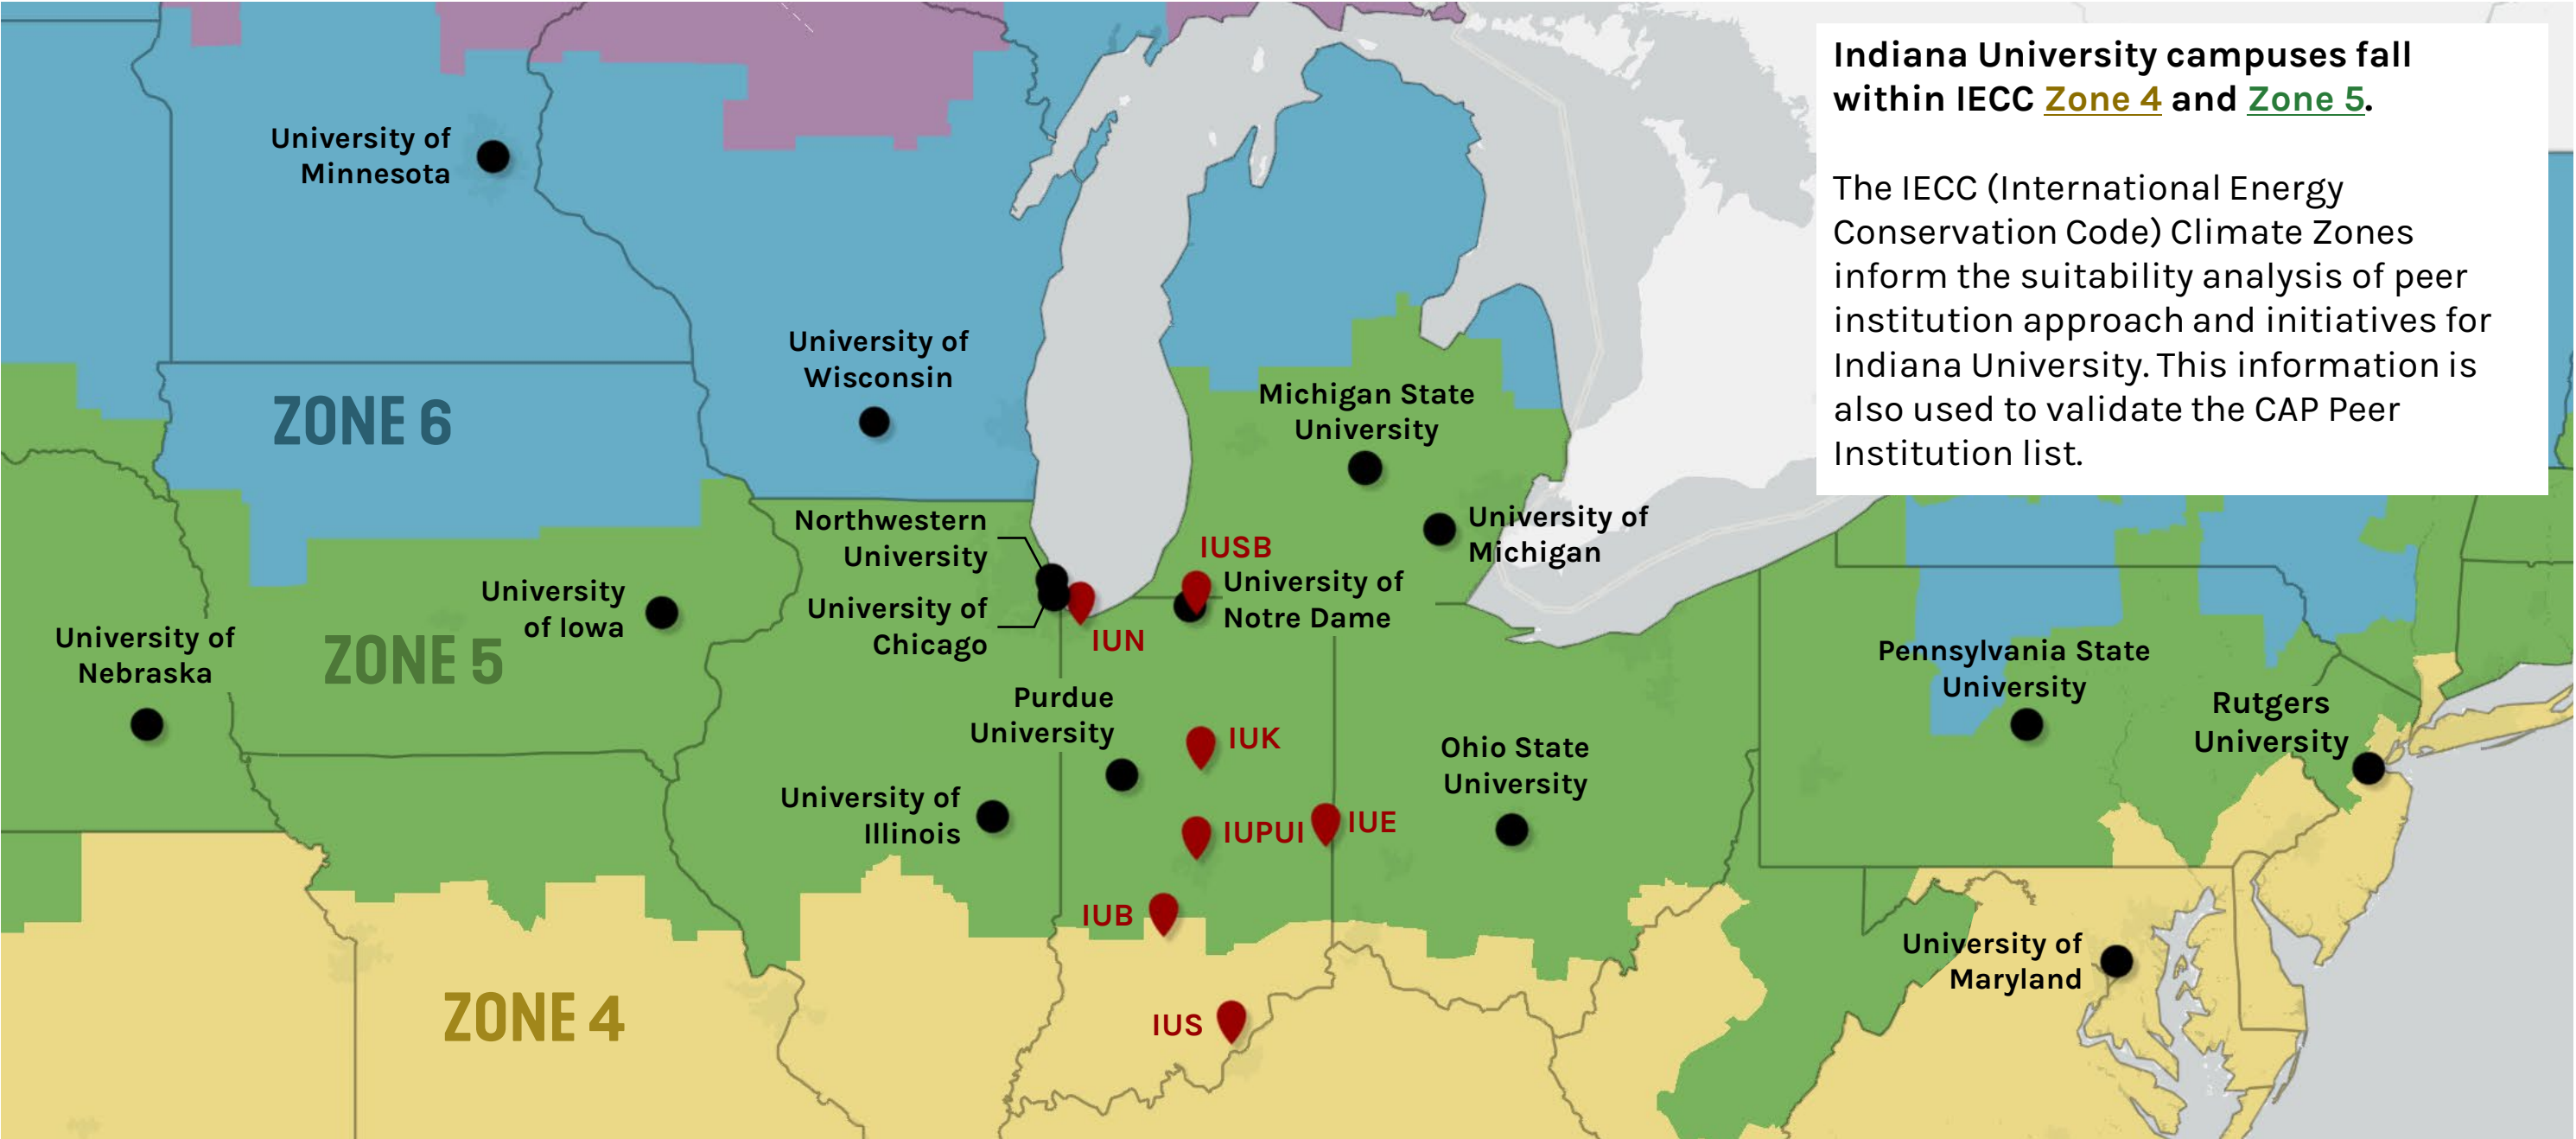 Indiana University campuses fall
within IECC Zone 4 and Zone 5.
The IECC (International Energy
Conservation Code) Climate Zones
inform the suitability analysis of peer
institution approach and initiatives for
Indiana University. This information is
also used to validate the CAP Peer
Institution list.
University of
Minnesota
University of
Wisconsin
ZONE 6
Michigan State
University
Northwestern
University
University of
Michigan
IUSB
University of
Notre Dame
University
of Iowa
University of
Chicago
IUN
University of
Nebraska
ZONE 5
Pennsylvania State
University
Purdue
University
Rutgers
University
IUK
Ohio State
University
University of
Illinois
IUPUI
IUE
IUB
University of
Maryland
ZONE 4
IUS